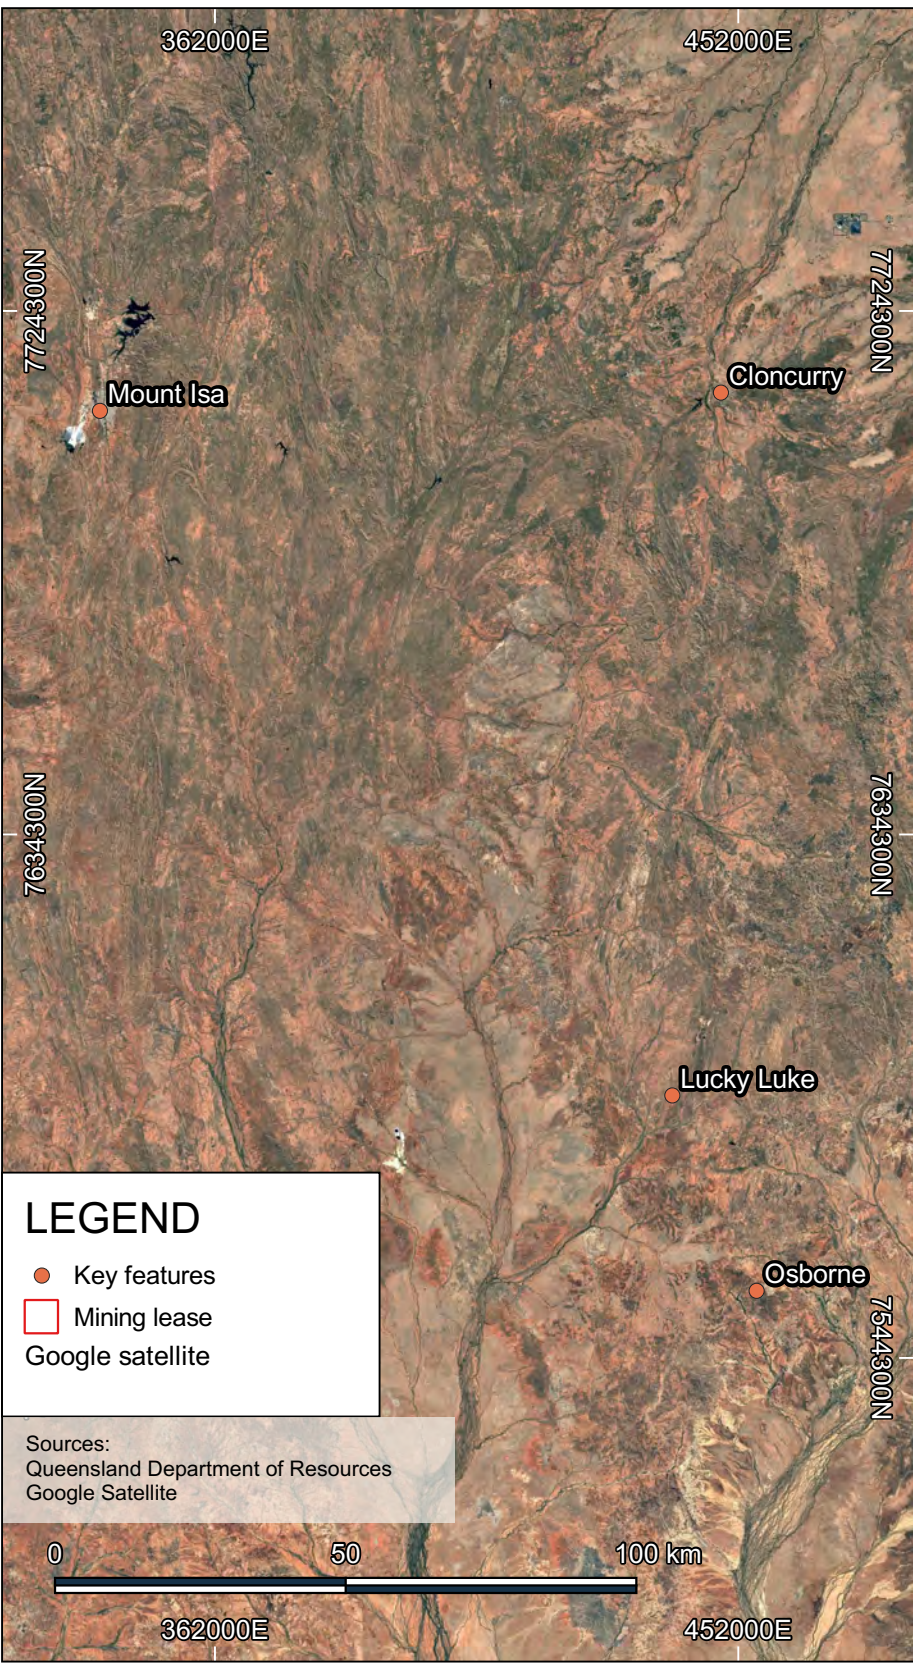 362000E
452000E
7724300N
7724300N
Mount Isa
Cloncurry
7634300N
7634300N
Lucky Luke
Osborne
7544300N
LEGEND
Key features
Mining lease
Google satellite
Sources:
Queensland Department of Resources
Google Satellite
0
50
100 km
362000E
452000E